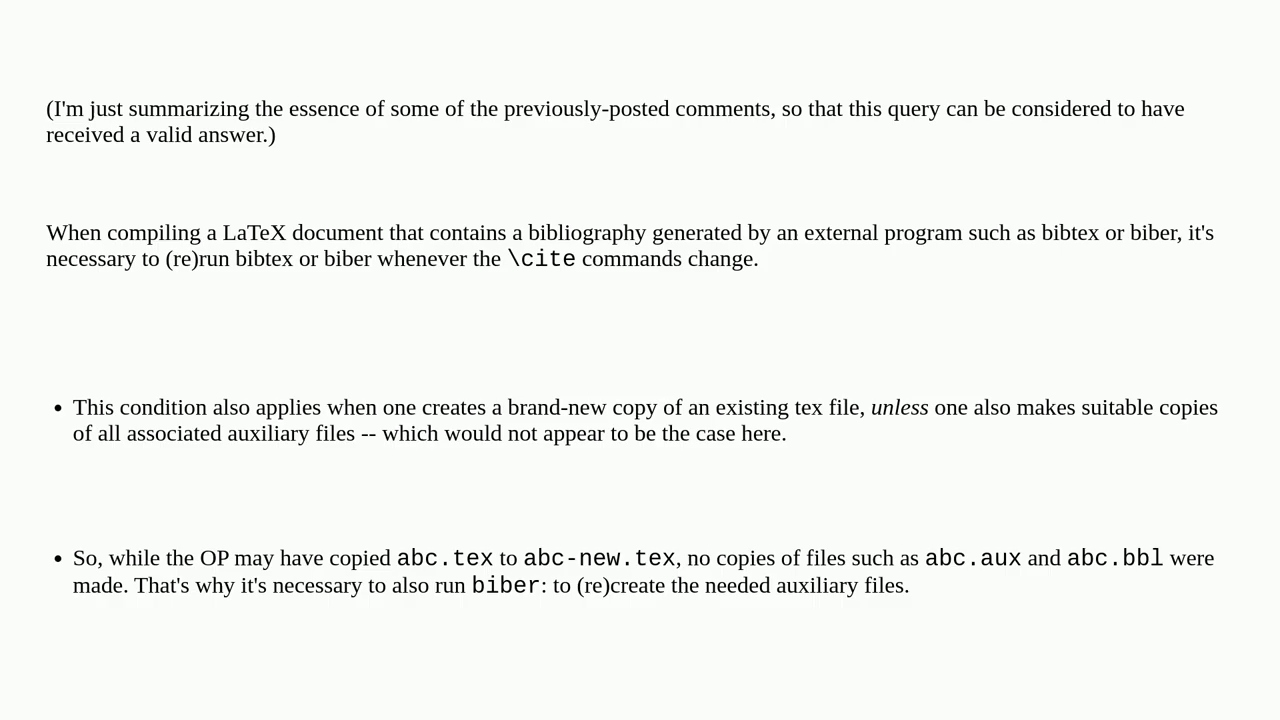 (I'm just summarizing the essence of some of the previously-posted comments, so that this query can be considered to have
received a valid answer.)
When compiling a LaTeX document that contains a bibliography generated by an external program such as bibtex or biber, it's
necessary to (re)run bibtex or biber whenever the \cite commands change.
• This condition also applies when one creates a brand-new copy of an existing tex file, unless one also makes suitable copies
of all associated auxiliary files -- which would not appear to be the case here.
• So, while the OP may have copied abc.tex to abc-new.tex, no copies of files such as abc.aux and abc.bbl were
made. That's why it's necessary to also run biber: to (re)create the needed auxiliary files.